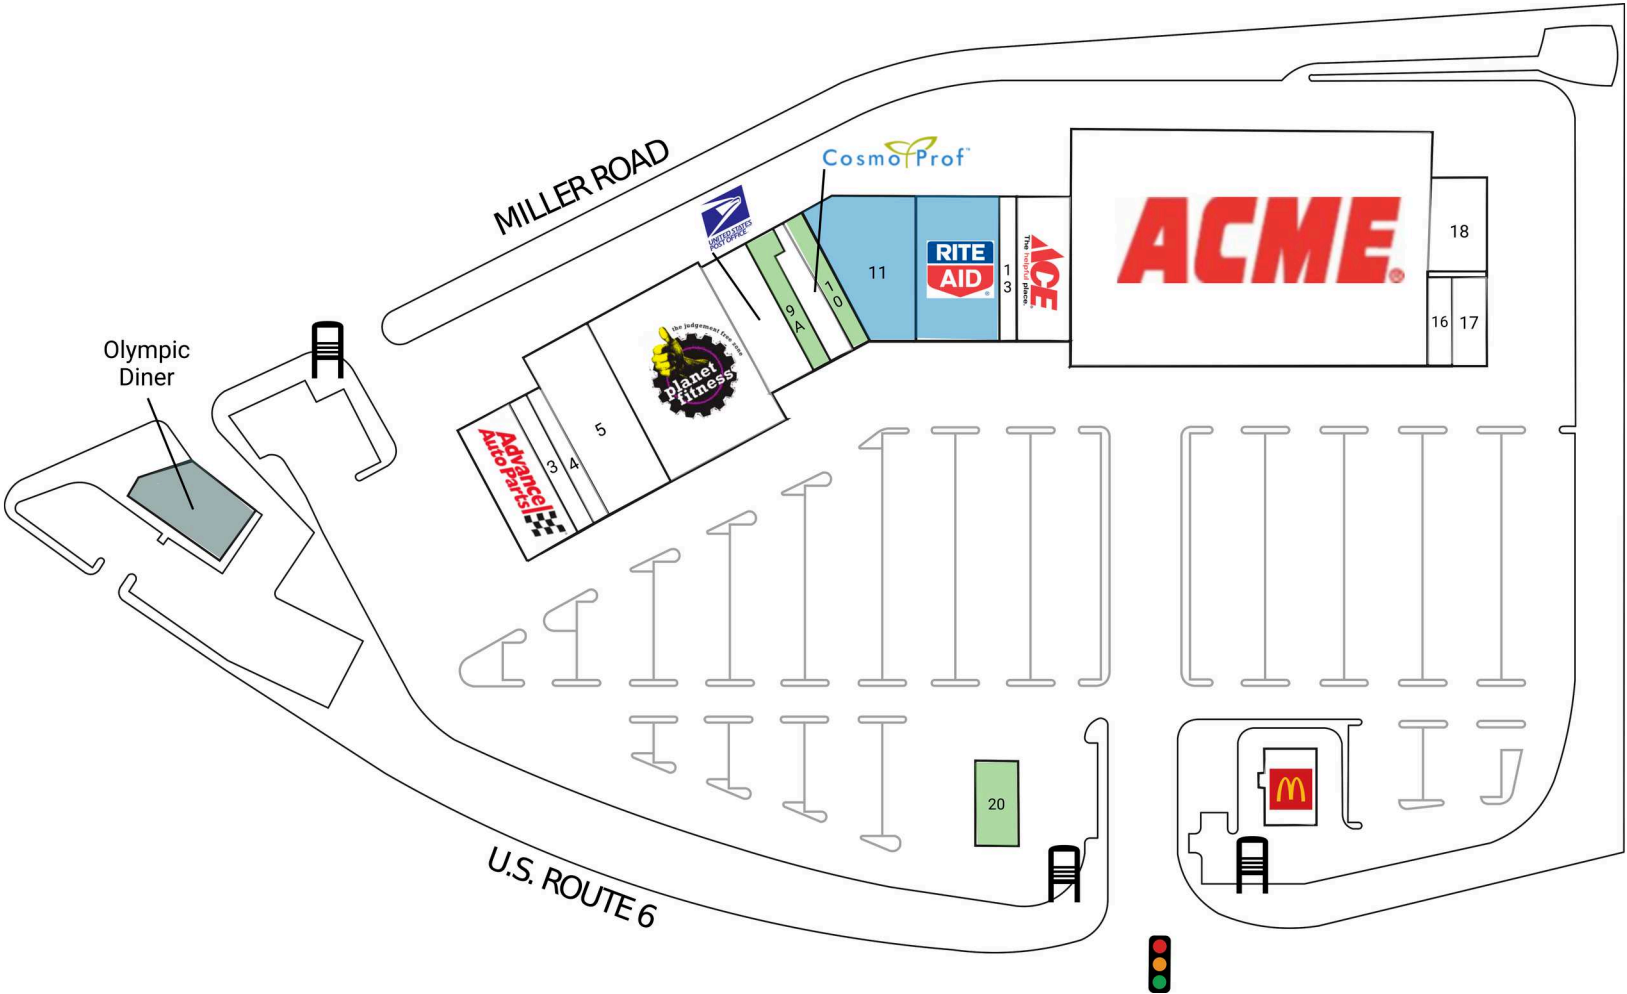 MILLER ROAD
CosmoProf™
UNITED STATES
POST OFFICE
ACME®
18
16
17
11
RITE
AID
®
1
3
ACE
The helpful place.
1
0
9
A
the judgement free zone
planet
fitness
5
Olympic
Diner
Advance
Auto Parts
3
4
20
U.S. ROUTE 6